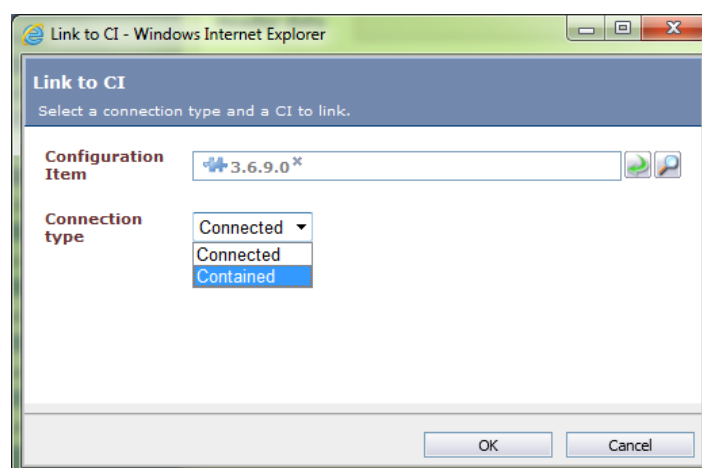 Link to CI - Windows Internet Explorer
Link to CI
Select a connection type and a CI to link.
Configuration
Item
3.6.9.0 ×
Connection
type
Connected
Connected
Contained
OK
Cancel